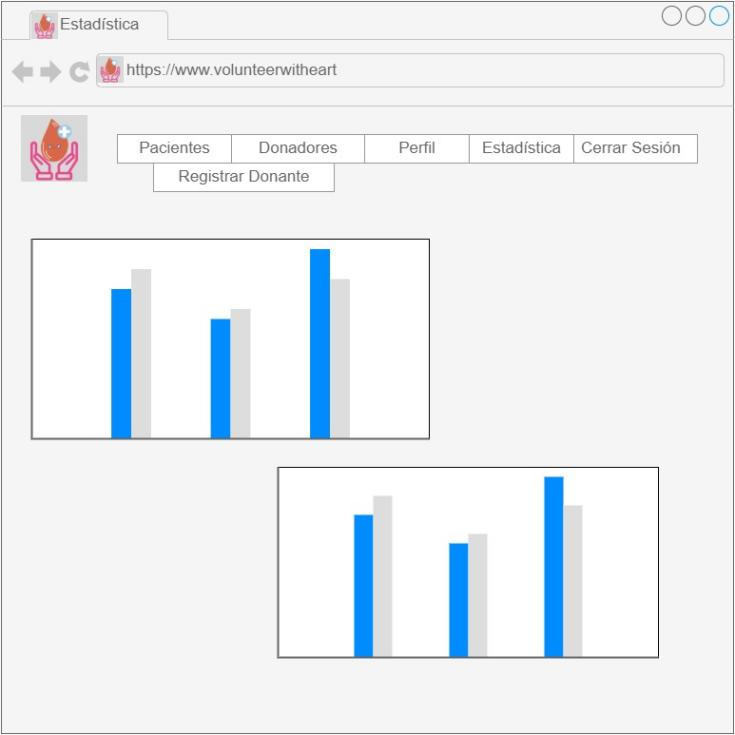 Estadística
https://www.volunteerwitheart
Pacientes Donadores Perfil Estadística Cerrar Sesión
Registrar Donante